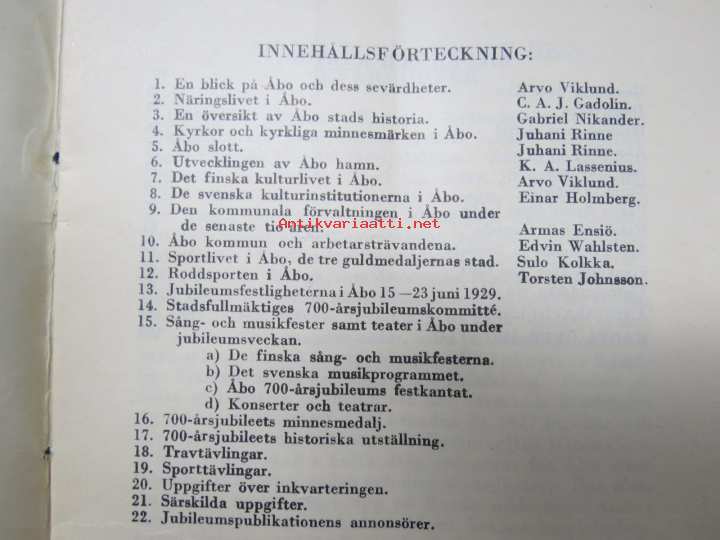 INNEHÅLLSFÖRTECKNING:
1. En blick på Åbo och dess sevärdheter. Arvo Viklund.
2. Näringslivet i Åbo. C. A. J. Gadolin.
3. En översikt av Åbo stads historia. Gabriel Nikander.
4. Kyrkor och kyrkliga minnesmärken i Åbo. Juhani Rinne
5. Åbo slott. Juhani Rinne.
6. Utvecklingen av Åbo hamn. K. A. Lassenius.
7. Det finska kulturlivet i Åbo. Arvo Viklund.
8. De svenska kulturinstitutionerna i Åbo. Einar Holmberg.
9. Den kommunala förvaltningen i Åbo under
Antikvariaatti.net
de senaste tio åren. Armas Ensiö.
10. Åbo kommun och arbetarsträvandena. Edvin Wahlsten.
11. Sportlivet i Åbo, de tre guldmedaljernas stad. Sulo Kolkka.
12. Roddsporten i Åbo. Torsten Johnsson.
13. Jubileumsfestligheterna i Åbo 15—23 juni 1929.
14. Stadsfullmäktiges 700-årsjubileumskommitté.
15. Sång- och musikfester samt teater i Åbo under
jubileumsveckan.
a) De finska sång- och musikfesterna.
b) Det svenska musikprogrammet.
c) Åbo 700-årsjubileums festkantat.
d) Konserter och teatrar.
16. 700-årsjubileets minnesmedalj.
17. 700-årsjubileets historiska utställning.
18. Travtävlingar.
19. Sporttävlingar.
20. Uppgifter över inkvarteringen.
21. Särskilda uppgifter.
22. Jubileumspublikationens annonsörer.